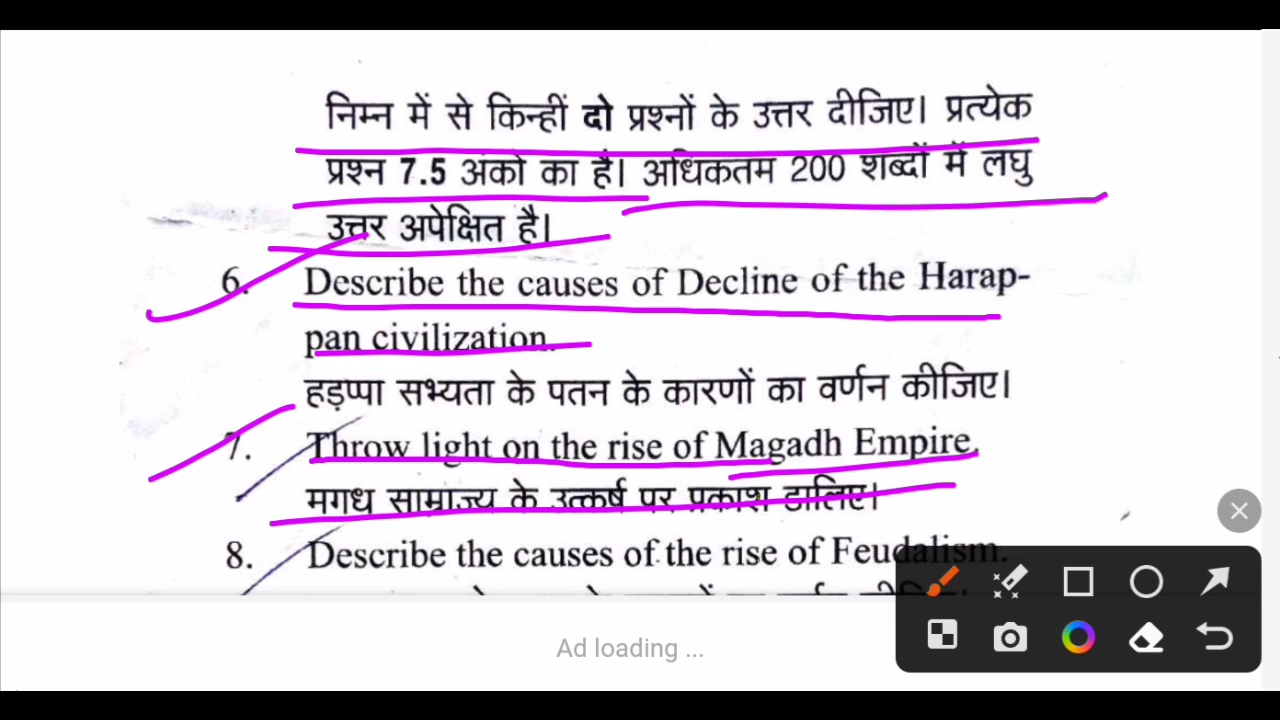 निम्न में से किन्हीं दो प्रश्नों के उत्तर दीजिए। प्रत्येक
प्रश्न 7.5 अंको का है। अधिकतम 200 शब्दों में लघु
उत्तर अपेक्षित है।
6. Describe the causes of Decline of the Harap-
pan civilization.
हड़प्पा सभ्यता के पतन के कारणों का वर्णन कीजिए।
7. Throw light on the rise of Magadh Empire.
मगध साम्राज्य के उत्कर्ष पर प्रकाश डालिए।
8. Describe the causes of the rise of Feudalism.
Ad loading ...